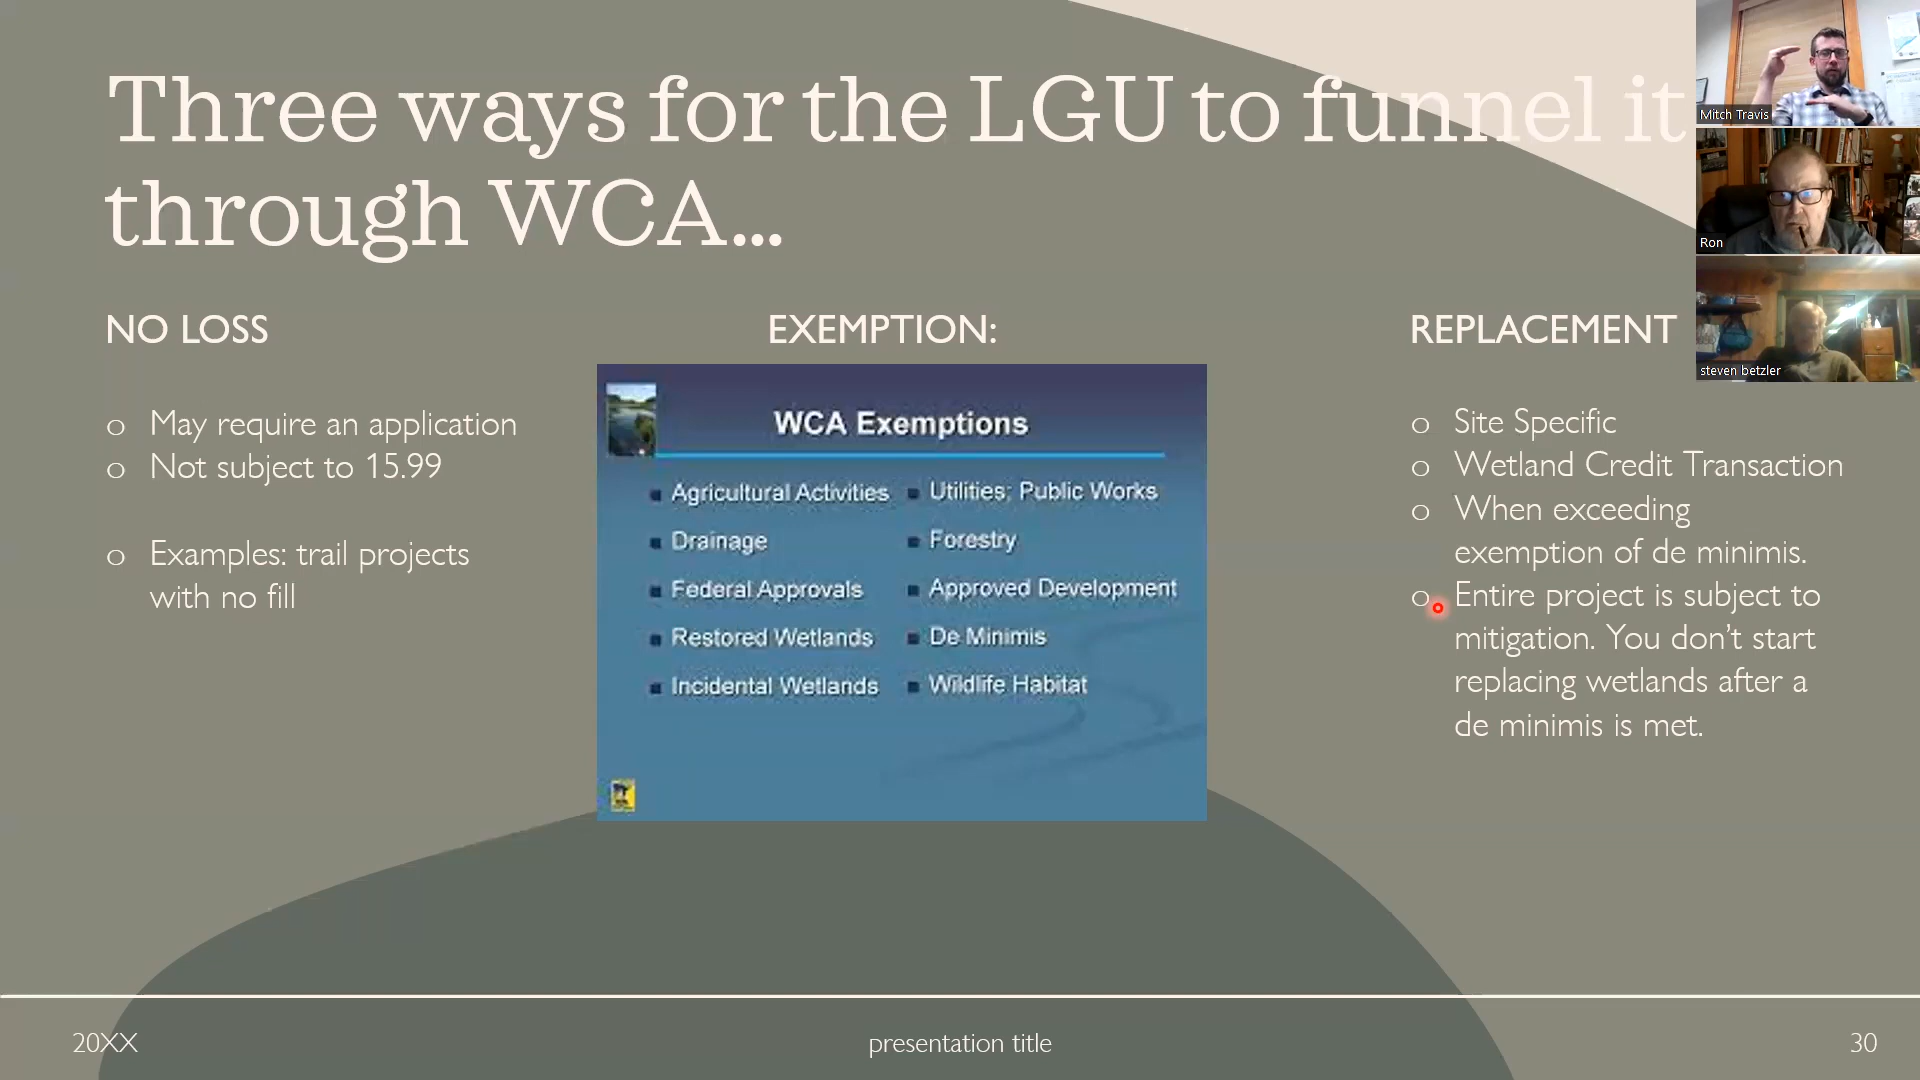 Three ways for the LGU to funnel it
through WCA...
NO LOSS
o May require an application
o Not subject to 15.99
o Examples: trail projects
with no fill
EXEMPTION:
WCA Exemptions
Agricultural Activities
Drainage
Federal Approvals
Restored Wetlands
Incidental Wetlands
Utilities; Public Works
Forestry
Approved Development
De Minimis
Wildlife Habitat
REPLACEMENT
o Site Specific
o Wetland Credit Transaction
o When exceeding
exemption of de minimis.
o Entire project is subject to
mitigation. You don’t start
replacing wetlands after a
de minimis is met.
Mitch Travis
Ron
steven betzler
20XX
presentation title
30